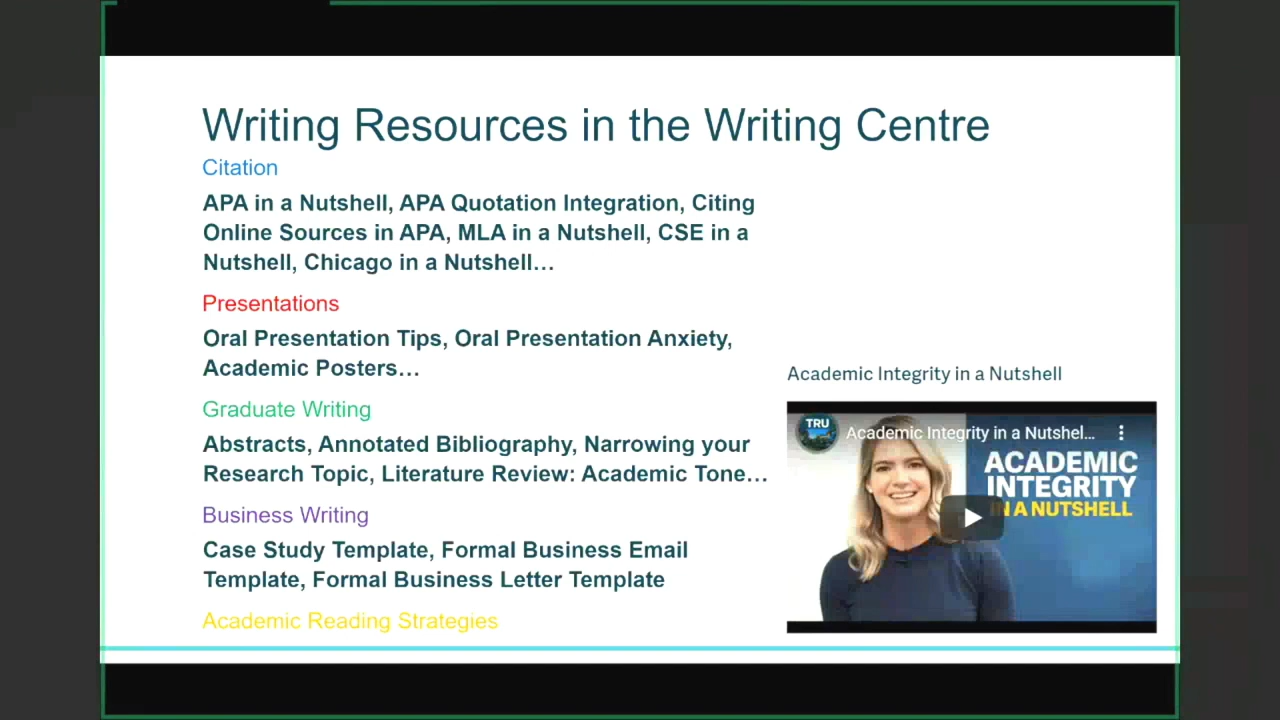 Writing Resources in the Writing Centre
Citation
APA in a Nutshell, APA Quotation Integration, Citing
Online Sources in APA, MLA in a Nutshell, CSE in a
Nutshell, Chicago in a Nutshell…
Presentations
Oral Presentation Tips, Oral Presentation Anxiety,
Academic Posters…
Graduate Writing
Abstracts, Annotated Bibliography, Narrowing your
Research Topic, Literature Review: Academic Tone…
Business Writing
Case Study Template, Formal Business Email
Template, Formal Business Letter Template
Academic Reading Strategies
Academic Integrity in a Nutshell
TRU
Academic Integrity in a Nutshel…
ACADEMIC
INTEGRITY
IN A NUTSHELL